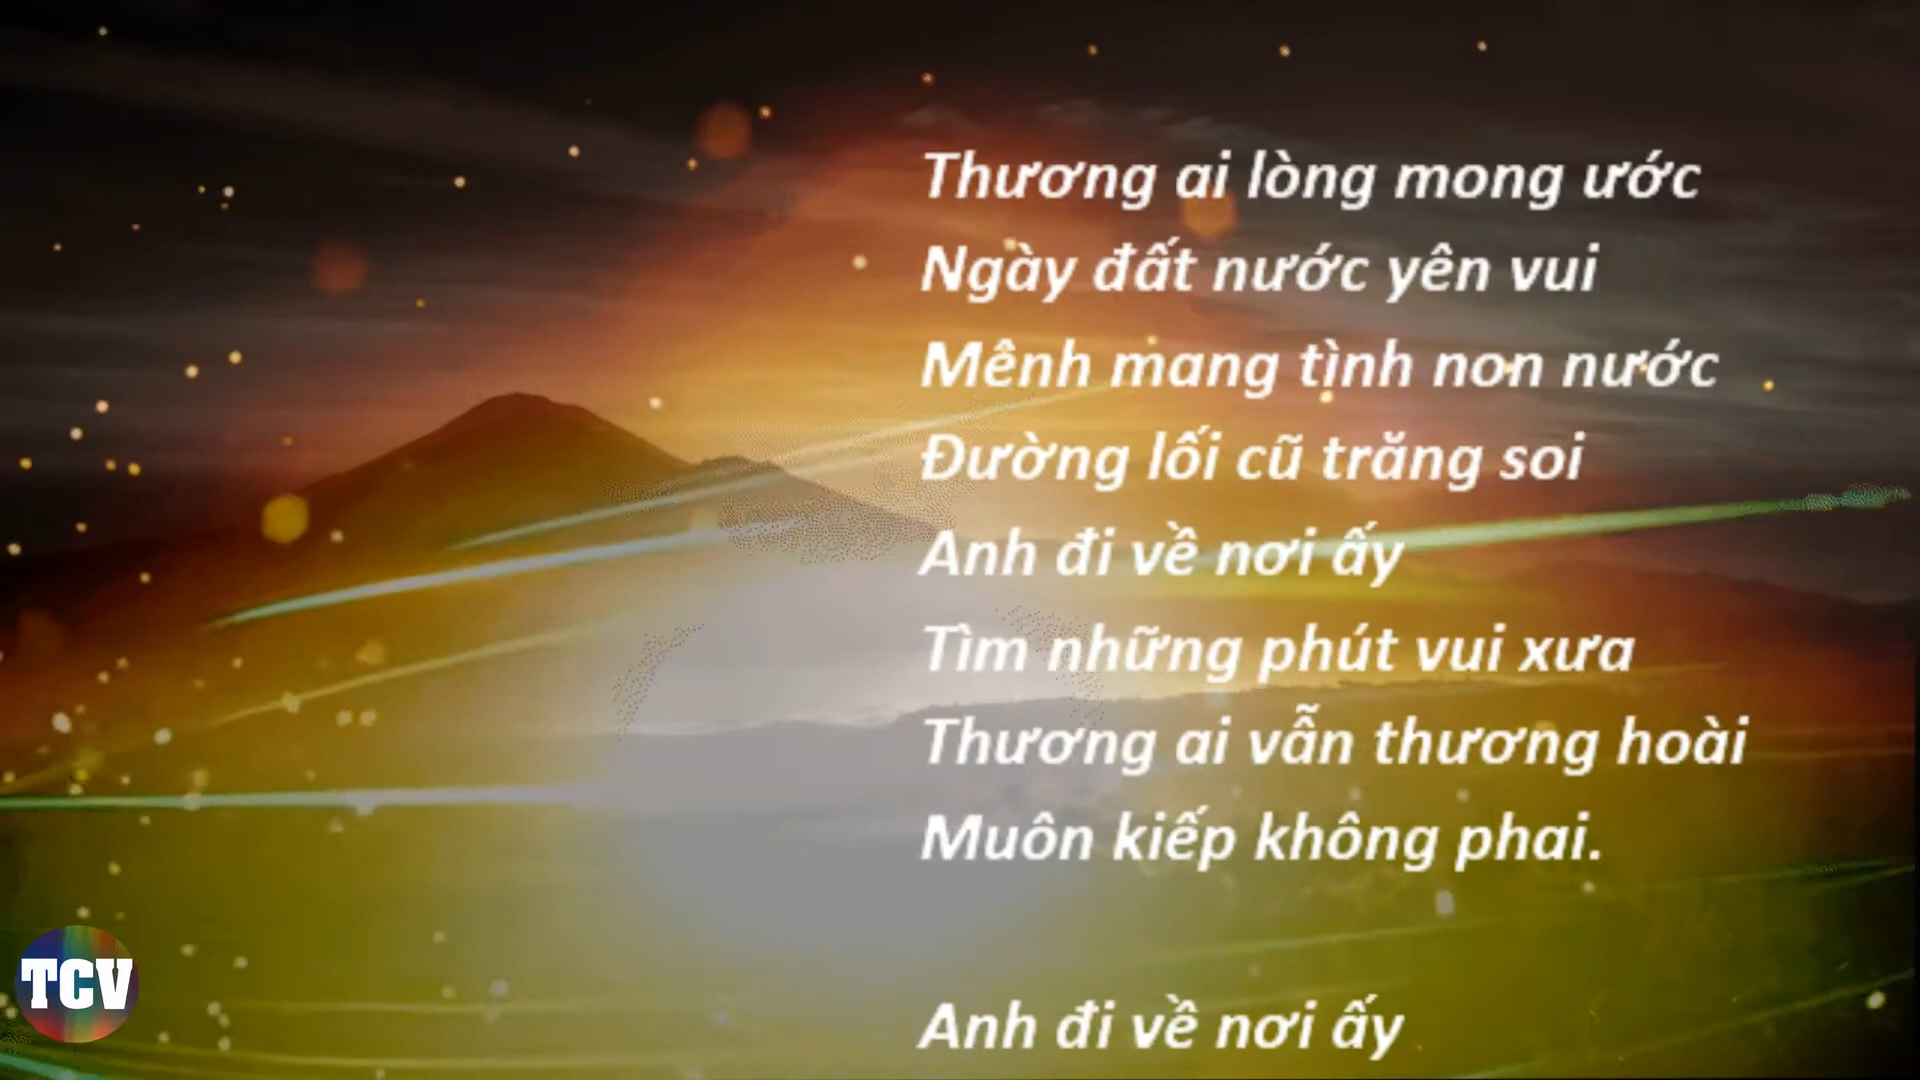 Thương ai lòng mong ước
Ngày đất nước yên vui
Mênh mang tình non nước
Đường lối cũ trăng soi
Anh đi về nơi ấy
Tìm những phút vui xưa
Thương ai vẫn thương hoài
Muôn kiếp không phai.
Anh đi về nơi ấy
TCV